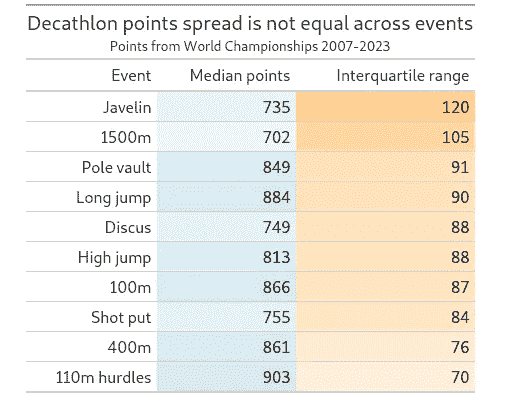 Decathlon points spread is not equal across events
Points from World Championships 2007-2023
Event Median points Interquartile range
Javelin 735 120
1500m 702 105
Pole vault 849 91
Long jump 884 90
Discus 749 88
High jump 813 88
100m 866 87
Shot put 755 84
400m 861 76
110m hurdles 903 70